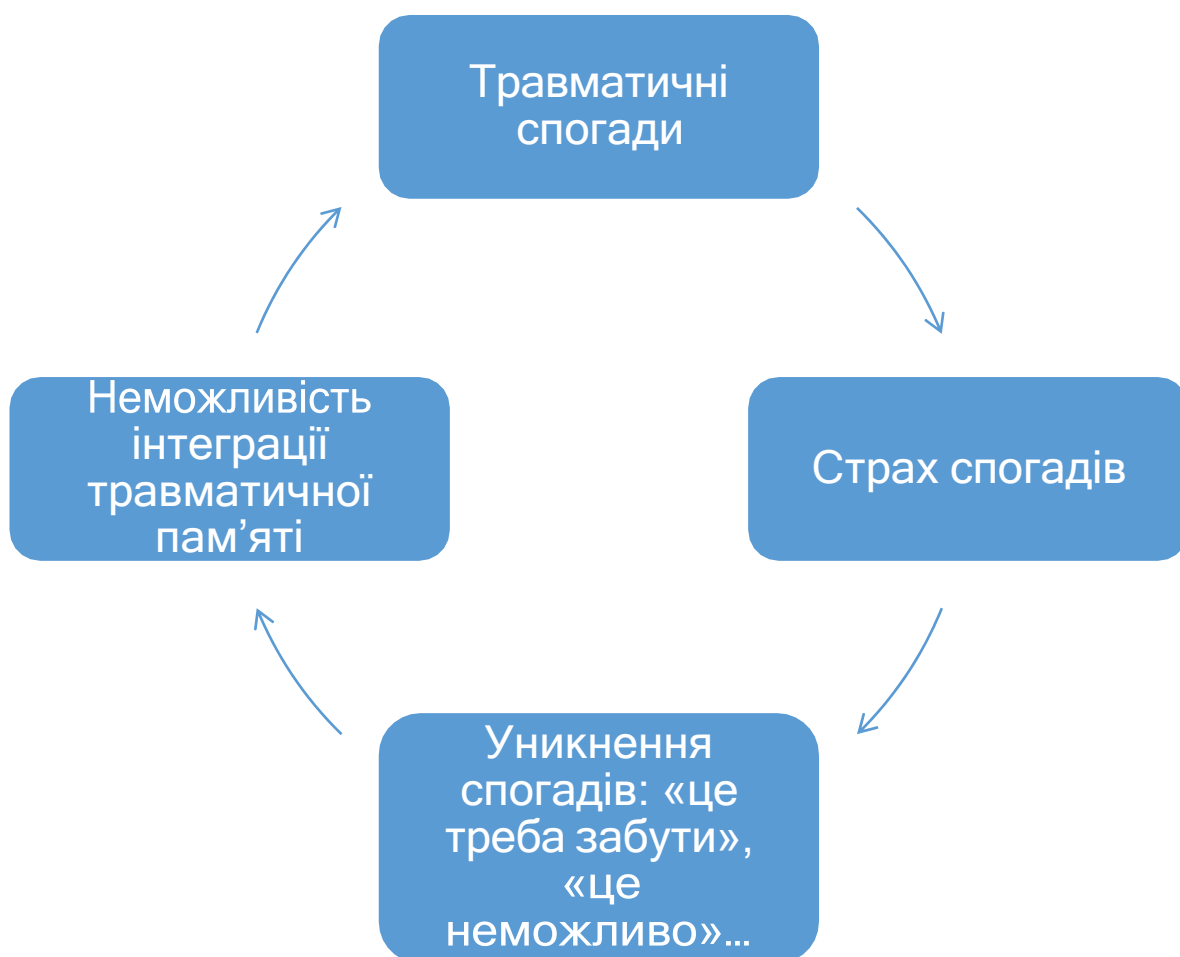 Травматичні
спогади
Страх спогадів
Уникнення
спогадів: «це
треба забути»,
«це
неможливо»...
Неможливість
інтеграції
травматичної
пам’яті